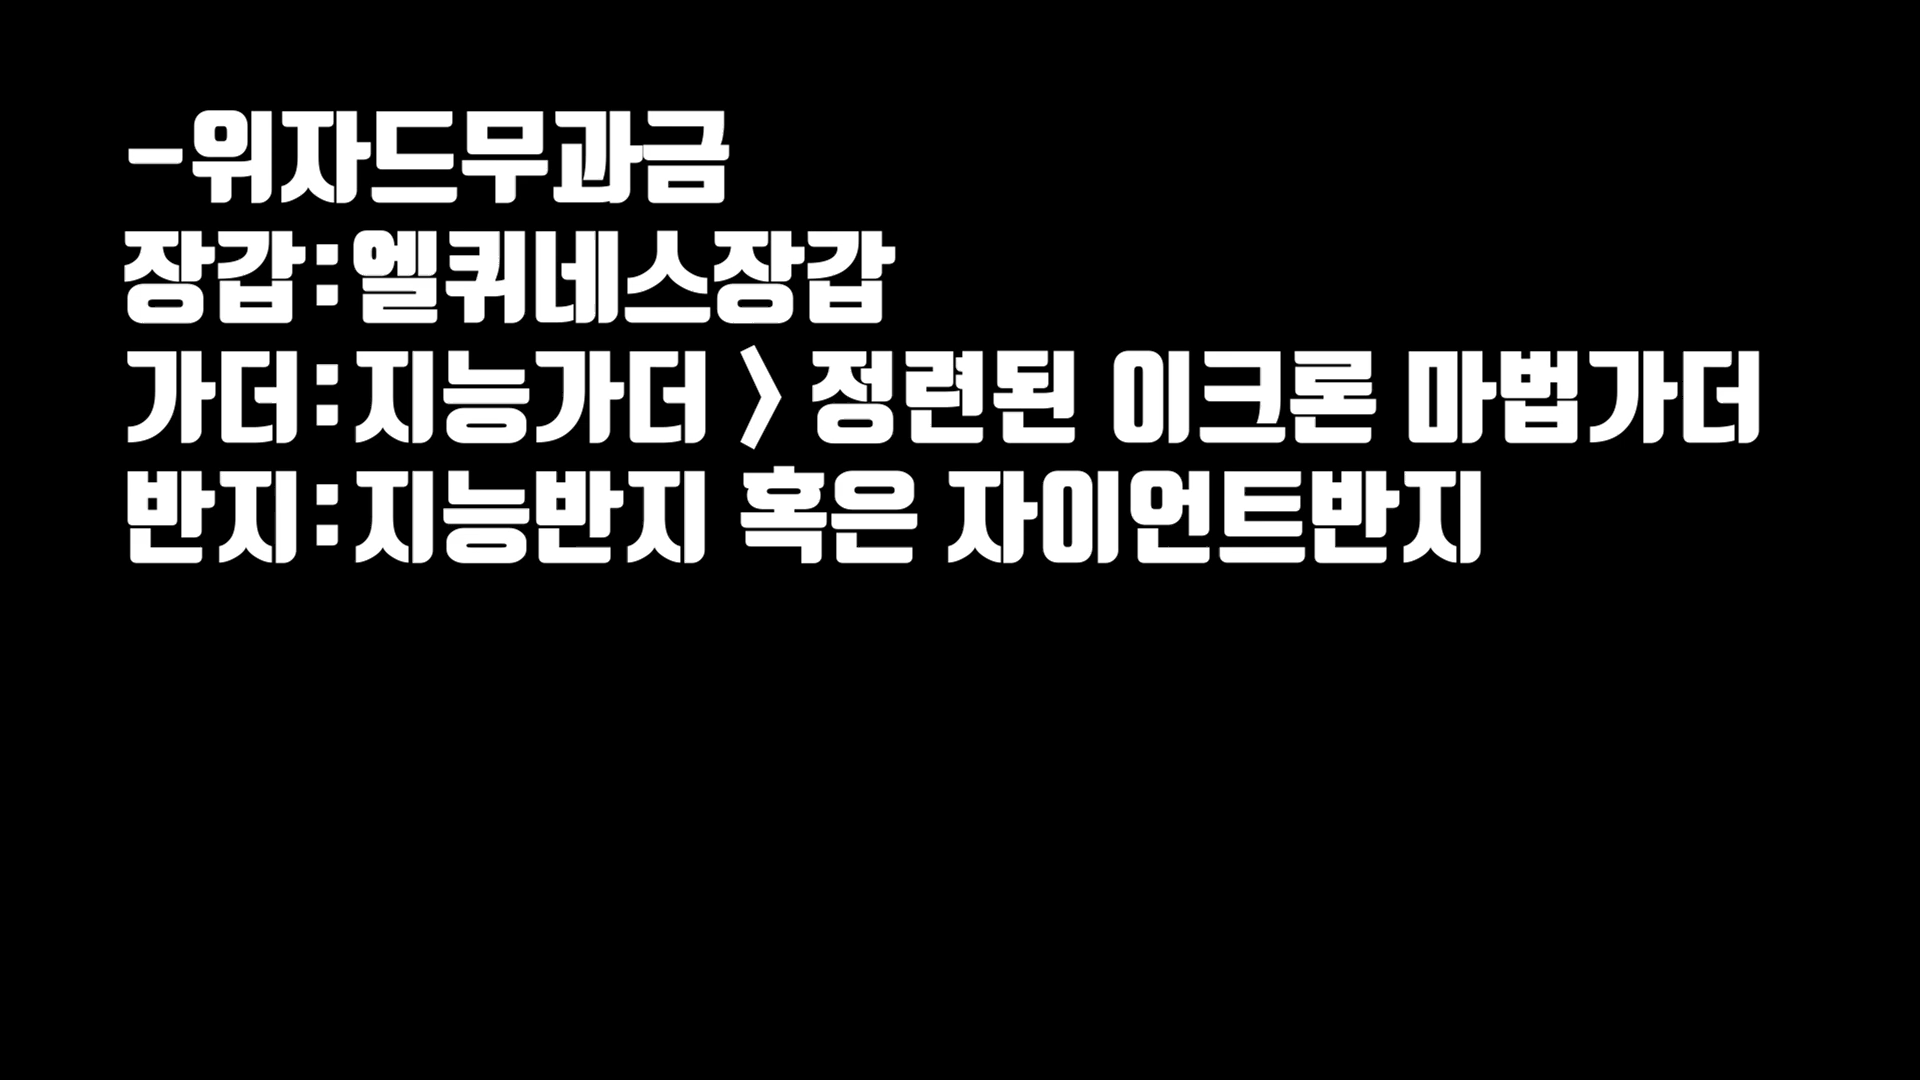 -위자드무과금
장갑:엘퀴네스장갑
가더:지능가더 > 정련된 이크론 마법가더
반지:지능반지 혹은 자이언트반지